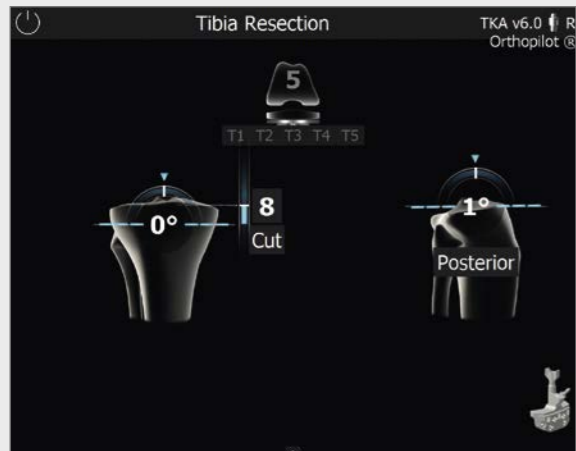 Tibia Resection
TKA v6.0 R
Orthopilot ®
5
T1 T2 T3 T4 T5
0°
8
Cut
1°
Posterior